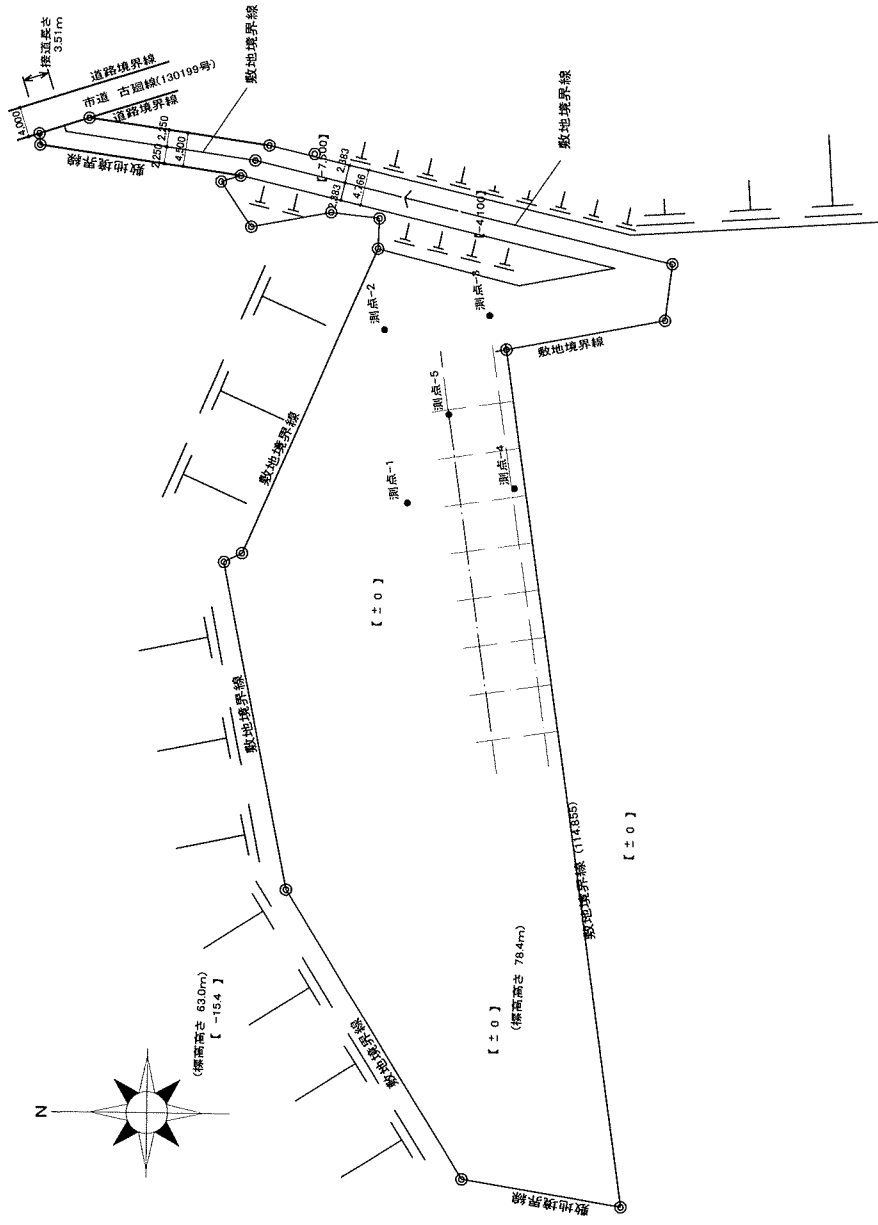 接道長さ
3.51m
道路境界線
市道 古廻線(130199号)
道路境界線
4,000
敷地境界線
敷地境界線
2,250
2,250
4,500
【-7,500】
2,383
2,383
4,766
【-4,100】
敷地境界線
測点-2
測点-3
敷地境界線
測点-5
測点-4
測点-1
敷地境界線
【 ±0 】
敷地境界線
敷地境界線 (114.855)
【 ±0 】
(標高高さ 63.0m)
【 -15.4 】
敷地境界線
【 ±0 】
(標高高さ 78.4m)
N
敷地境界線